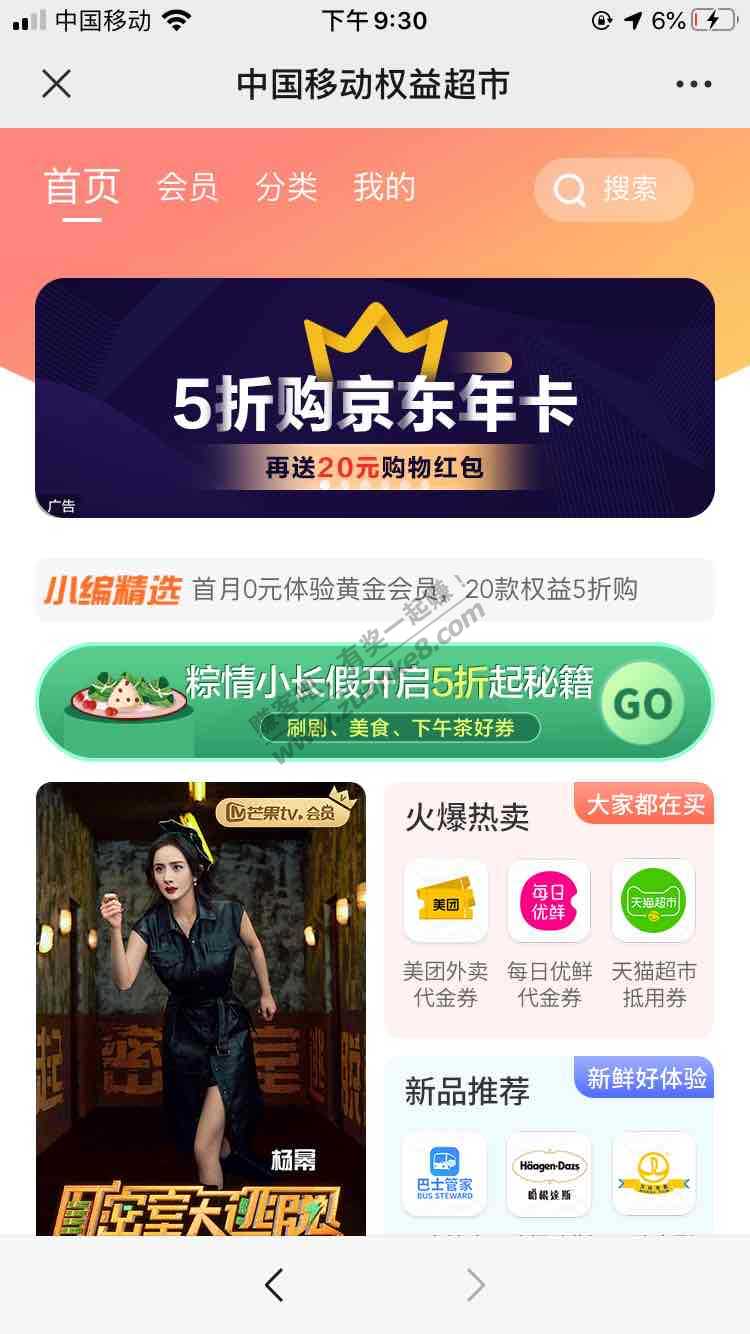 中国移动 下午 9:30 6%
中国移动权益超市
首页 会员 分类 我的 搜索
5折购京东年卡
再送20元购物红包
广告
小编精选 首月0元体验黄金会员，20款权益5折购
有奖一起赚！
www.zuanke8.com
粽情小长假开启5折起秘籍
GO
刷剧、美食、下午茶好券
芒果tv.会员
杨幂
密室大逃脱
火爆热卖 大家都在买
美团 每日优鲜 天猫超市
美团外卖代金券 每日优鲜代金券 天猫超市抵用券
新品推荐 新鲜好体验
巴士管家
BUS STEWARD
Häagen-Dazs